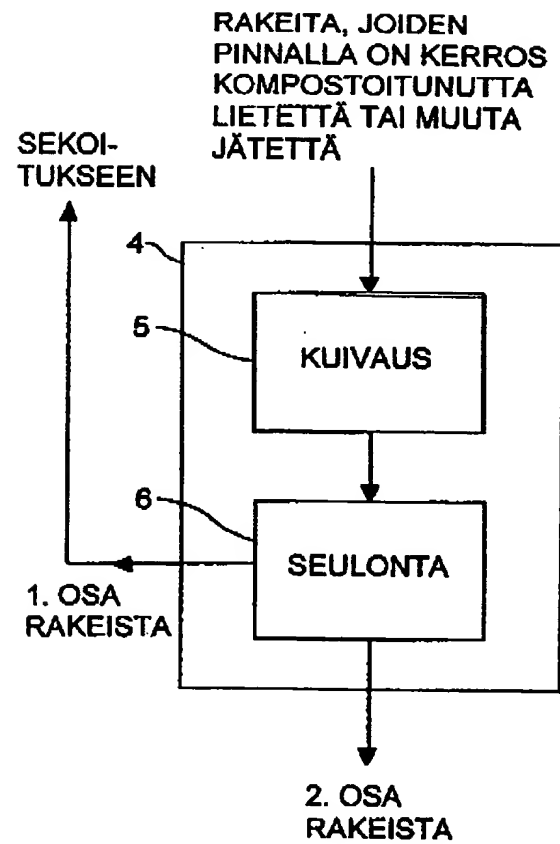 RAKEITA, JOIDEN
PINNALLA ON KERROS
KOMPOSTOITUNUTTA
LIETETTÄ TAI MUUTA
JÄTETTÄ
SEKOI-
TUKSEEN
4
5
KUIVAUS
6
SEULONTA
1. OSA
RAKEISTA
2. OSA
RAKEISTA